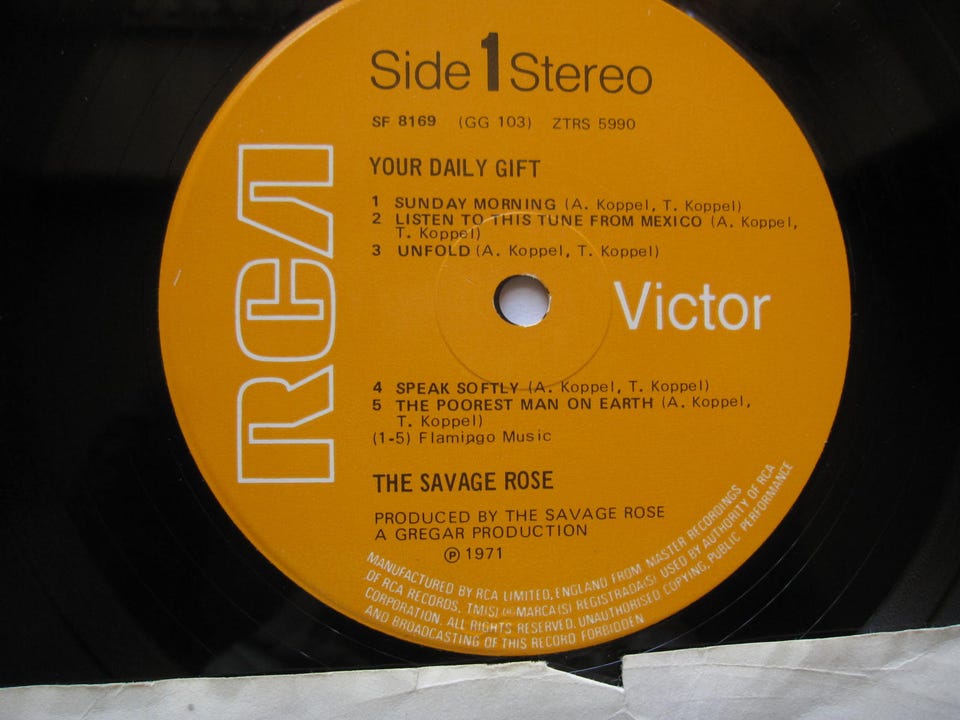 Side 1 Stereo
SF 8169 (GG 103) ZTRS 5990
YOUR DAILY GIFT
1 SUNDAY MORNING (A. Koppel, T. Koppel)
2 LISTEN TO THIS TUNE FROM MEXICO (A. Koppel,
T. Koppel)
3 UNFOLD (A. Koppel, T. Koppel)
RCA
Victor
4 SPEAK SOFTLY (A. Koppel, T. Koppel)
5 THE POOREST MAN ON EARTH (A. Koppel,
T. Koppel)
(1-5) Flamingo Music
THE SAVAGE ROSE
PRODUCED BY THE SAVAGE ROSE
A GREGAR PRODUCTION
℗ 1971
MANUFACTURED BY RCA LIMITED, ENGLAND FROM MASTER RECORDINGS
OF RCA RECORDS. TM(S) ® MARCA(S) REGISTRADA(S) USED BY AUTHORITY OF RCA
CORPORATION. ALL RIGHTS RESERVED. UNAUTHORISED COPYING, PUBLIC PERFORMANCE
AND BROADCASTING OF THIS RECORD FORBIDDEN